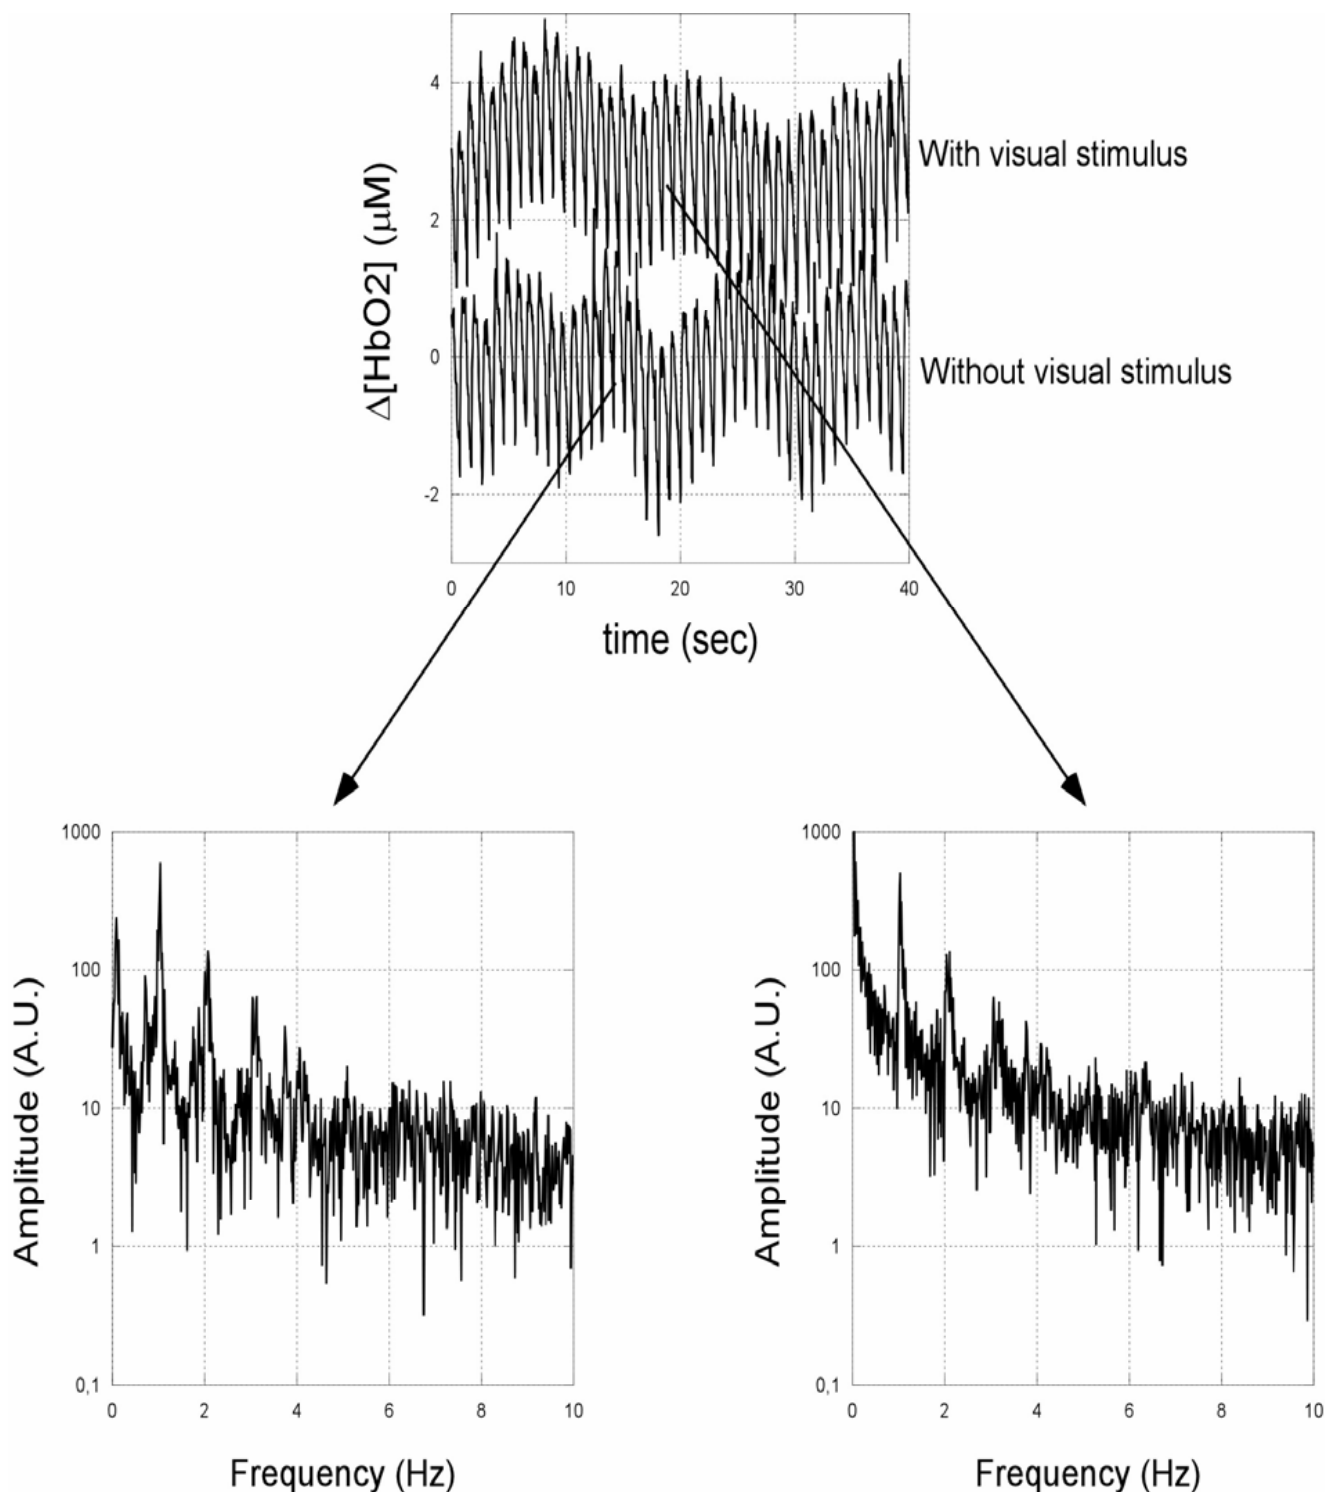 4
2
0
-2
Δ[HbO2] (μM)
With visual stimulus
Without visual stimulus
0 10 20 30 40
time (sec)
1000
100
10
1
0,1
Amplitude (A.U.)
0 2 4 6 8 10
Frequency (Hz)
1000
100
10
1
0,1
Amplitude (A.U.)
0 2 4 6 8 10
Frequency (Hz)